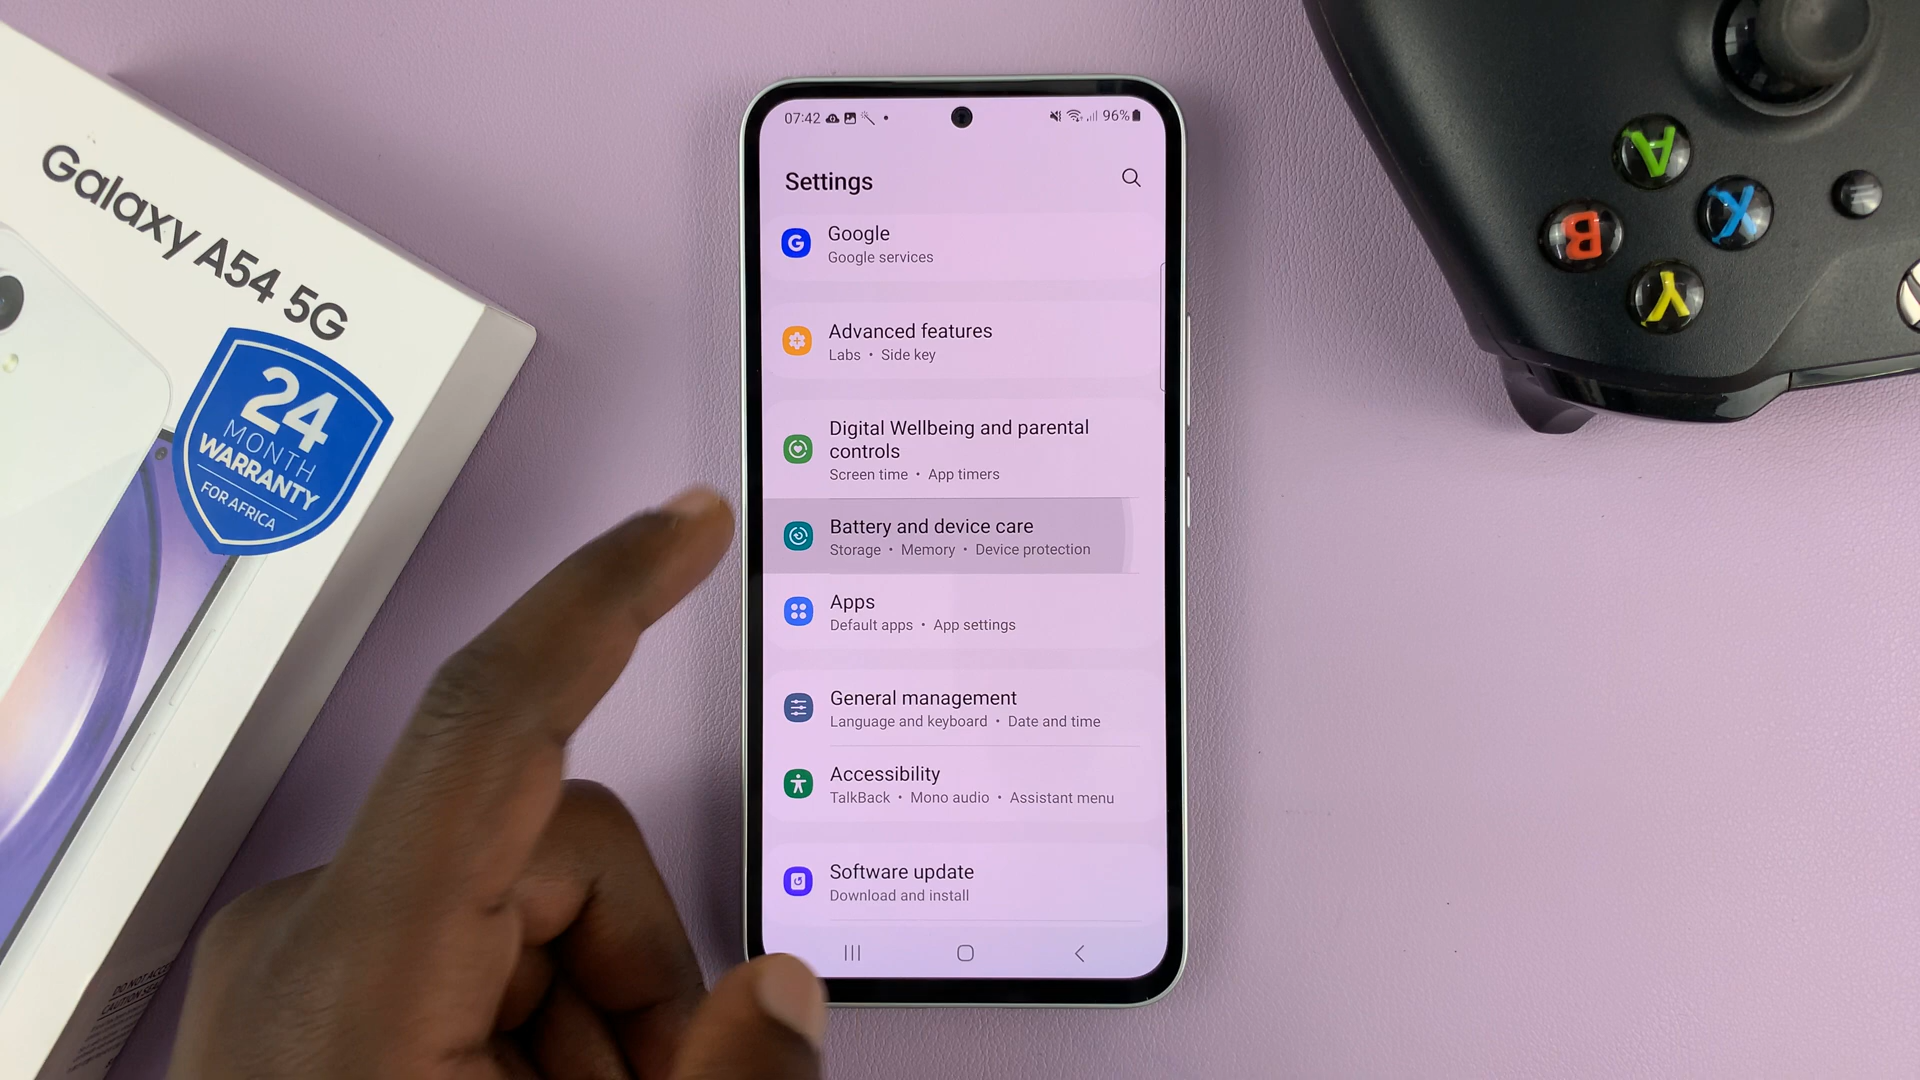 Galaxy A54 5G
24
MONTH
WARRANTY
FOR AFRICA
07:42
96%
Settings
Google
Google services
Advanced features
Labs • Side key
Digital Wellbeing and parental
controls
Screen time • App timers
Battery and device care
Storage • Memory • Device protection
Apps
Default apps • App settings
General management
Language and keyboard • Date and time
Accessibility
TalkBack • Mono audio • Assistant menu
Software update
Download and install
A
B
X
Y